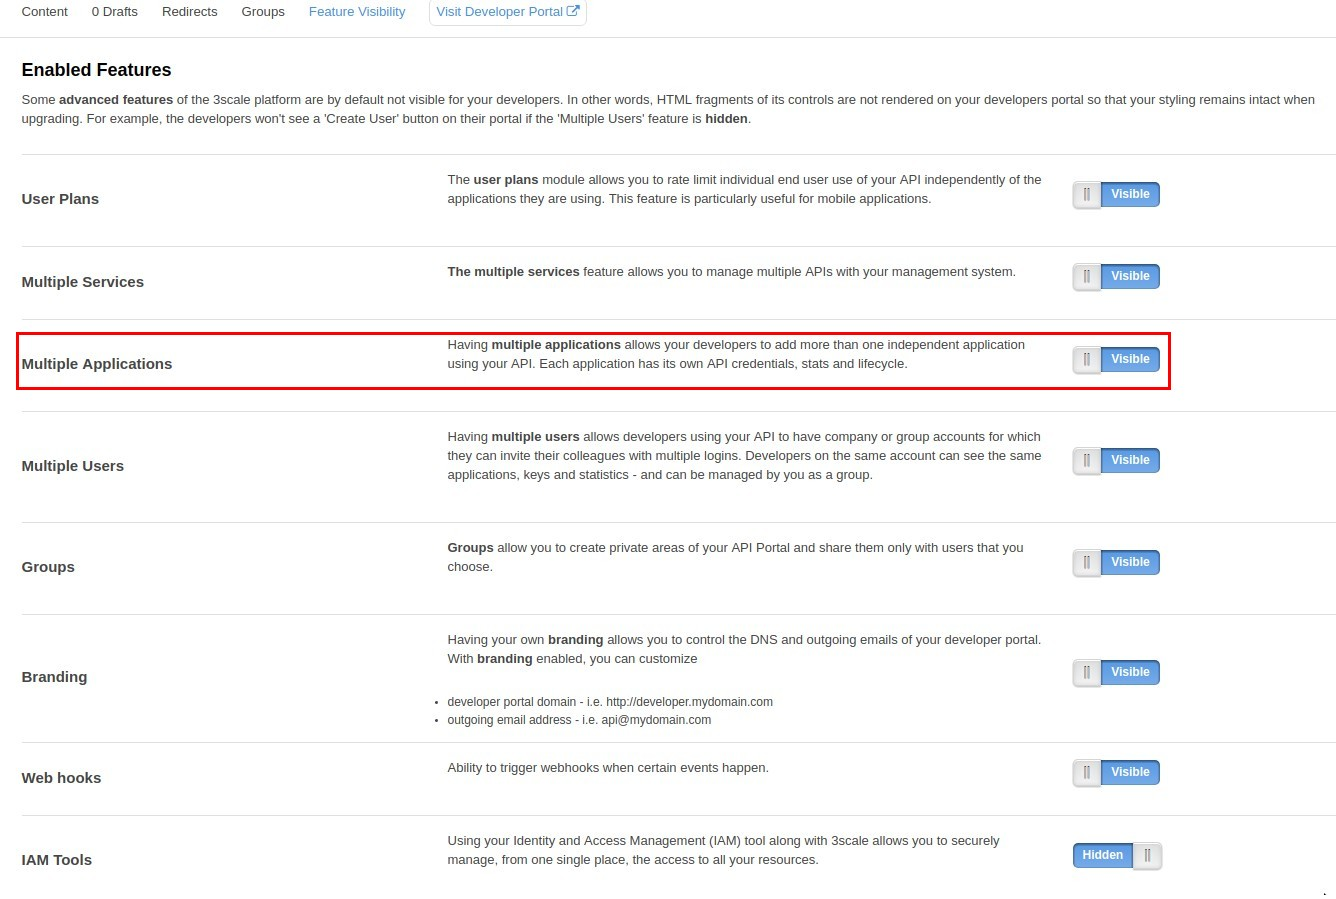 Content 0 Drafts Redirects Groups Feature Visibility Visit Developer Portal
Enabled Features
Some advanced features of the 3scale platform are by default not visible for your developers. In other words, HTML fragments of its controls are not rendered on your developers portal so that your styling remains intact when
upgrading. For example, the developers won't see a 'Create User' button on their portal if the 'Multiple Users' feature is hidden.
User Plans
The user plans module allows you to rate limit individual end user use of your API independently of the
applications they are using. This feature is particularly useful for mobile applications.
Visible
Multiple Services
The multiple services feature allows you to manage multiple APIs with your management system.
Visible
Multiple Applications
Having multiple applications allows your developers to add more than one independent application
using your API. Each application has its own API credentials, stats and lifecycle.
Visible
Multiple Users
Having multiple users allows developers using your API to have company or group accounts for which
they can invite their colleagues with multiple logins. Developers on the same account can see the same
applications, keys and statistics - and can be managed by you as a group.
Visible
Groups
Groups allow you to create private areas of your API Portal and share them only with users that you
choose.
Visible
Branding
Having your own branding allows you to control the DNS and outgoing emails of your developer portal.
With branding enabled, you can customize
• developer portal domain - i.e. http://developer.mydomain.com
• outgoing email address - i.e. api@mydomain.com
Visible
Web hooks
Ability to trigger webhooks when certain events happen.
Visible
IAM Tools
Using your Identity and Access Management (IAM) tool along with 3scale allows you to securely
manage, from one single place, the access to all your resources.
Hidden
.